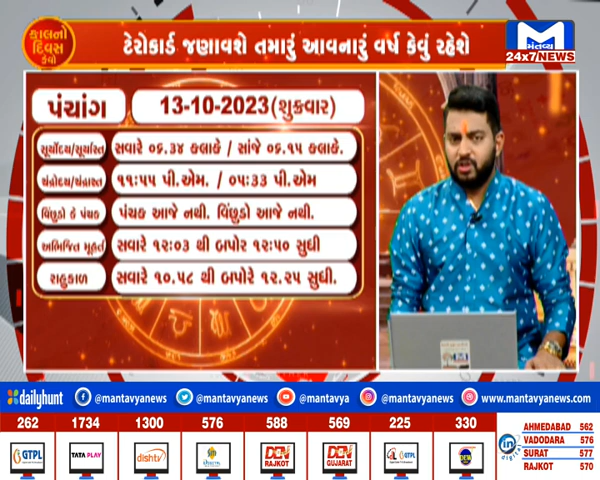 કાલનો
દિવસ
કેવો
ટેરોકાર્ડ જણાવશે તમારું આવનારું વર્ષ કેવું રહેશે
મંતવ્ય
24x7NEWS
પંચાંગ
13-10-2023(શુક્રવાર)
સૂર્યોદય/સૂર્યાસ્ત સવારે ૦૬.૩૪ કલાકે / સાંજે ૦૬.૧૫ કલાકે.
ચંદ્રોદય/ચંદ્રાસ્ત ૧૧:૫૫ પી.એમ. / ૦૫:૩૩ પી.એમ
વિંછુડો કે પંચક પંચક આજે નથી. વિંછુડો આજે નથી.
અભિજિત મૂહર્ત સવારે ૧૨:૦૩ થી બપોર ૧૨:૫૦ સુધી
રાહુકાળ સવારે ૧૦.૫૮ થી બપોરે ૧૨.૨૫ સુધી.
dailyhunt @mantavyanews @mantavyanews @mantavya @mantavyanews www.mantavyanews.com
262 1734 1300 576 588 569 225 330
GTPL TATA PLAY dishtv DEN RAJKOT DEN GUJARAT GTPL
in digital
AHMEDABAD 562
VADODARA 576
SURAT 577
RAJKOT 570